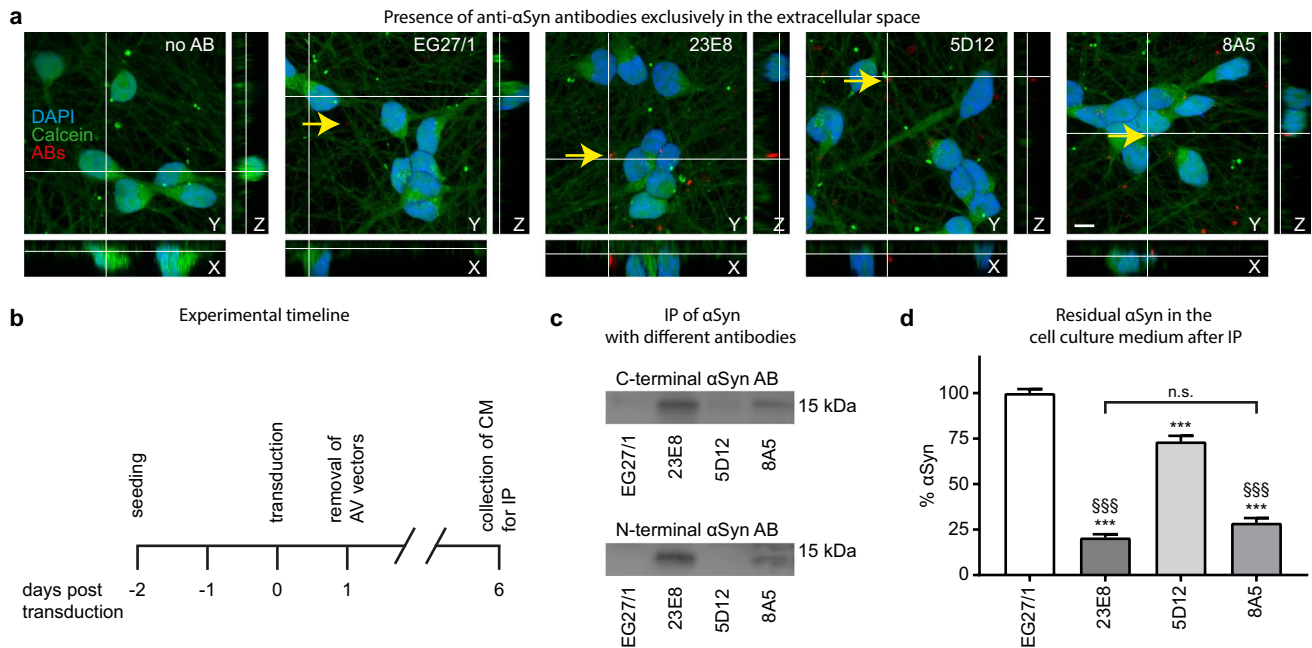 a
Presence of anti-αSyn antibodies exclusively in the extracellular space
no AB
EG27/1
23E8
5D12
8A5
DAPI
Calcein
ABs
Y
Z
X
Y
Z
X
Y
Z
X
Y
Z
X
Y
Z
X
b
Experimental timeline
seeding
transduction
removal of
AV vectors
collection of CM
for IP
days post
transduction
-2
-1
0
1
6
c
IP of αSyn
with different antibodies
C-terminal αSyn AB
15 kDa
EG27/1
23E8
5D12
8A5
N-terminal αSyn AB
15 kDa
EG27/1
23E8
5D12
8A5
d
Residual αSyn in the
cell culture medium after IP
% αSyn
100
75
50
25
0
n.s.
§§§
***
***
§§§
***
EG27/1
23E8
5D12
8A5